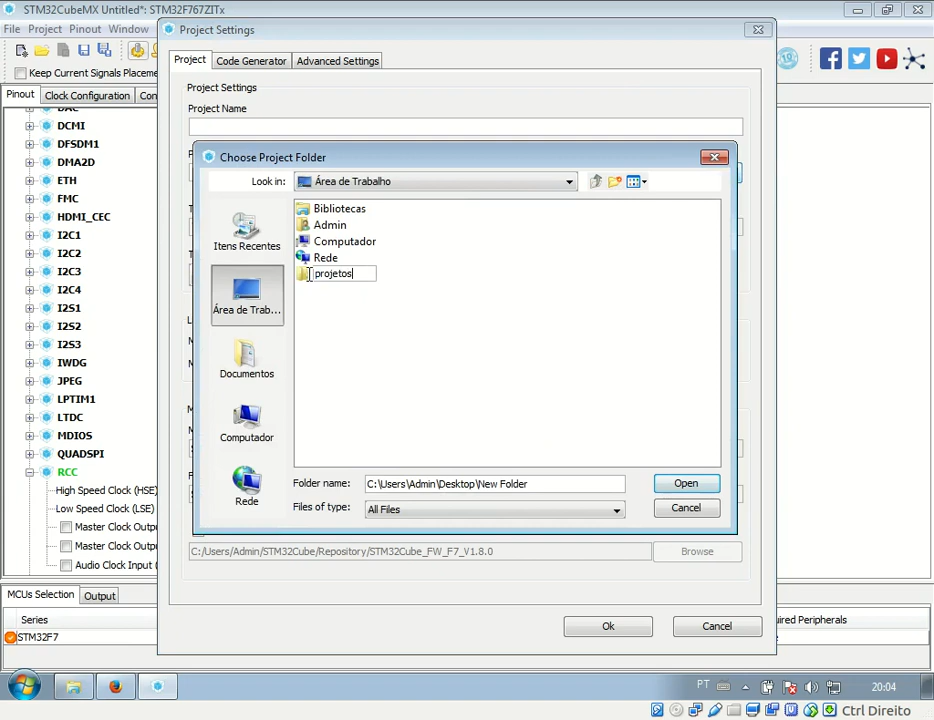 STM32CubeMX Untitled*: STM32F767ZITx
File Project Pinout Window
Keep Current Signals Placeme
Pinout Clock Configuration Con
DAC
DCMI
DFSDM1
DMA2D
ETH
FMC
HDMI_CEC
I2C1
I2C2
I2C3
I2C4
I2S1
I2S2
I2S3
IWDG
JPEG
LPTIM1
LTDC
MDIOS
QUADSPI
RCC
High Speed Clock (HSE)
Low Speed Clock (LSE)
Master Clock Outp
Master Clock Outp
Audio Clock Input (
MCUs Selection Output
Series
STM32F7
uired Peripherals
Project Settings
Project Code Generator Advanced Settings
Project Settings
Project Name
Choose Project Folder
Look in: Área de Trabalho
Itens Recentes
Área de Trab...
Documentos
Computador
Rede
Bibliotecas
Admin
Computador
Rede
projetos
Folder name: C:\Users\Admin\Desktop\New Folder
Open
Files of type: All Files
Cancel
C:/Users/Admin/STM32Cube/Repository/STM32Cube_FW_F7_V1.8.0
Browse
Ok Cancel
PT 20:04
Ctrl Direito